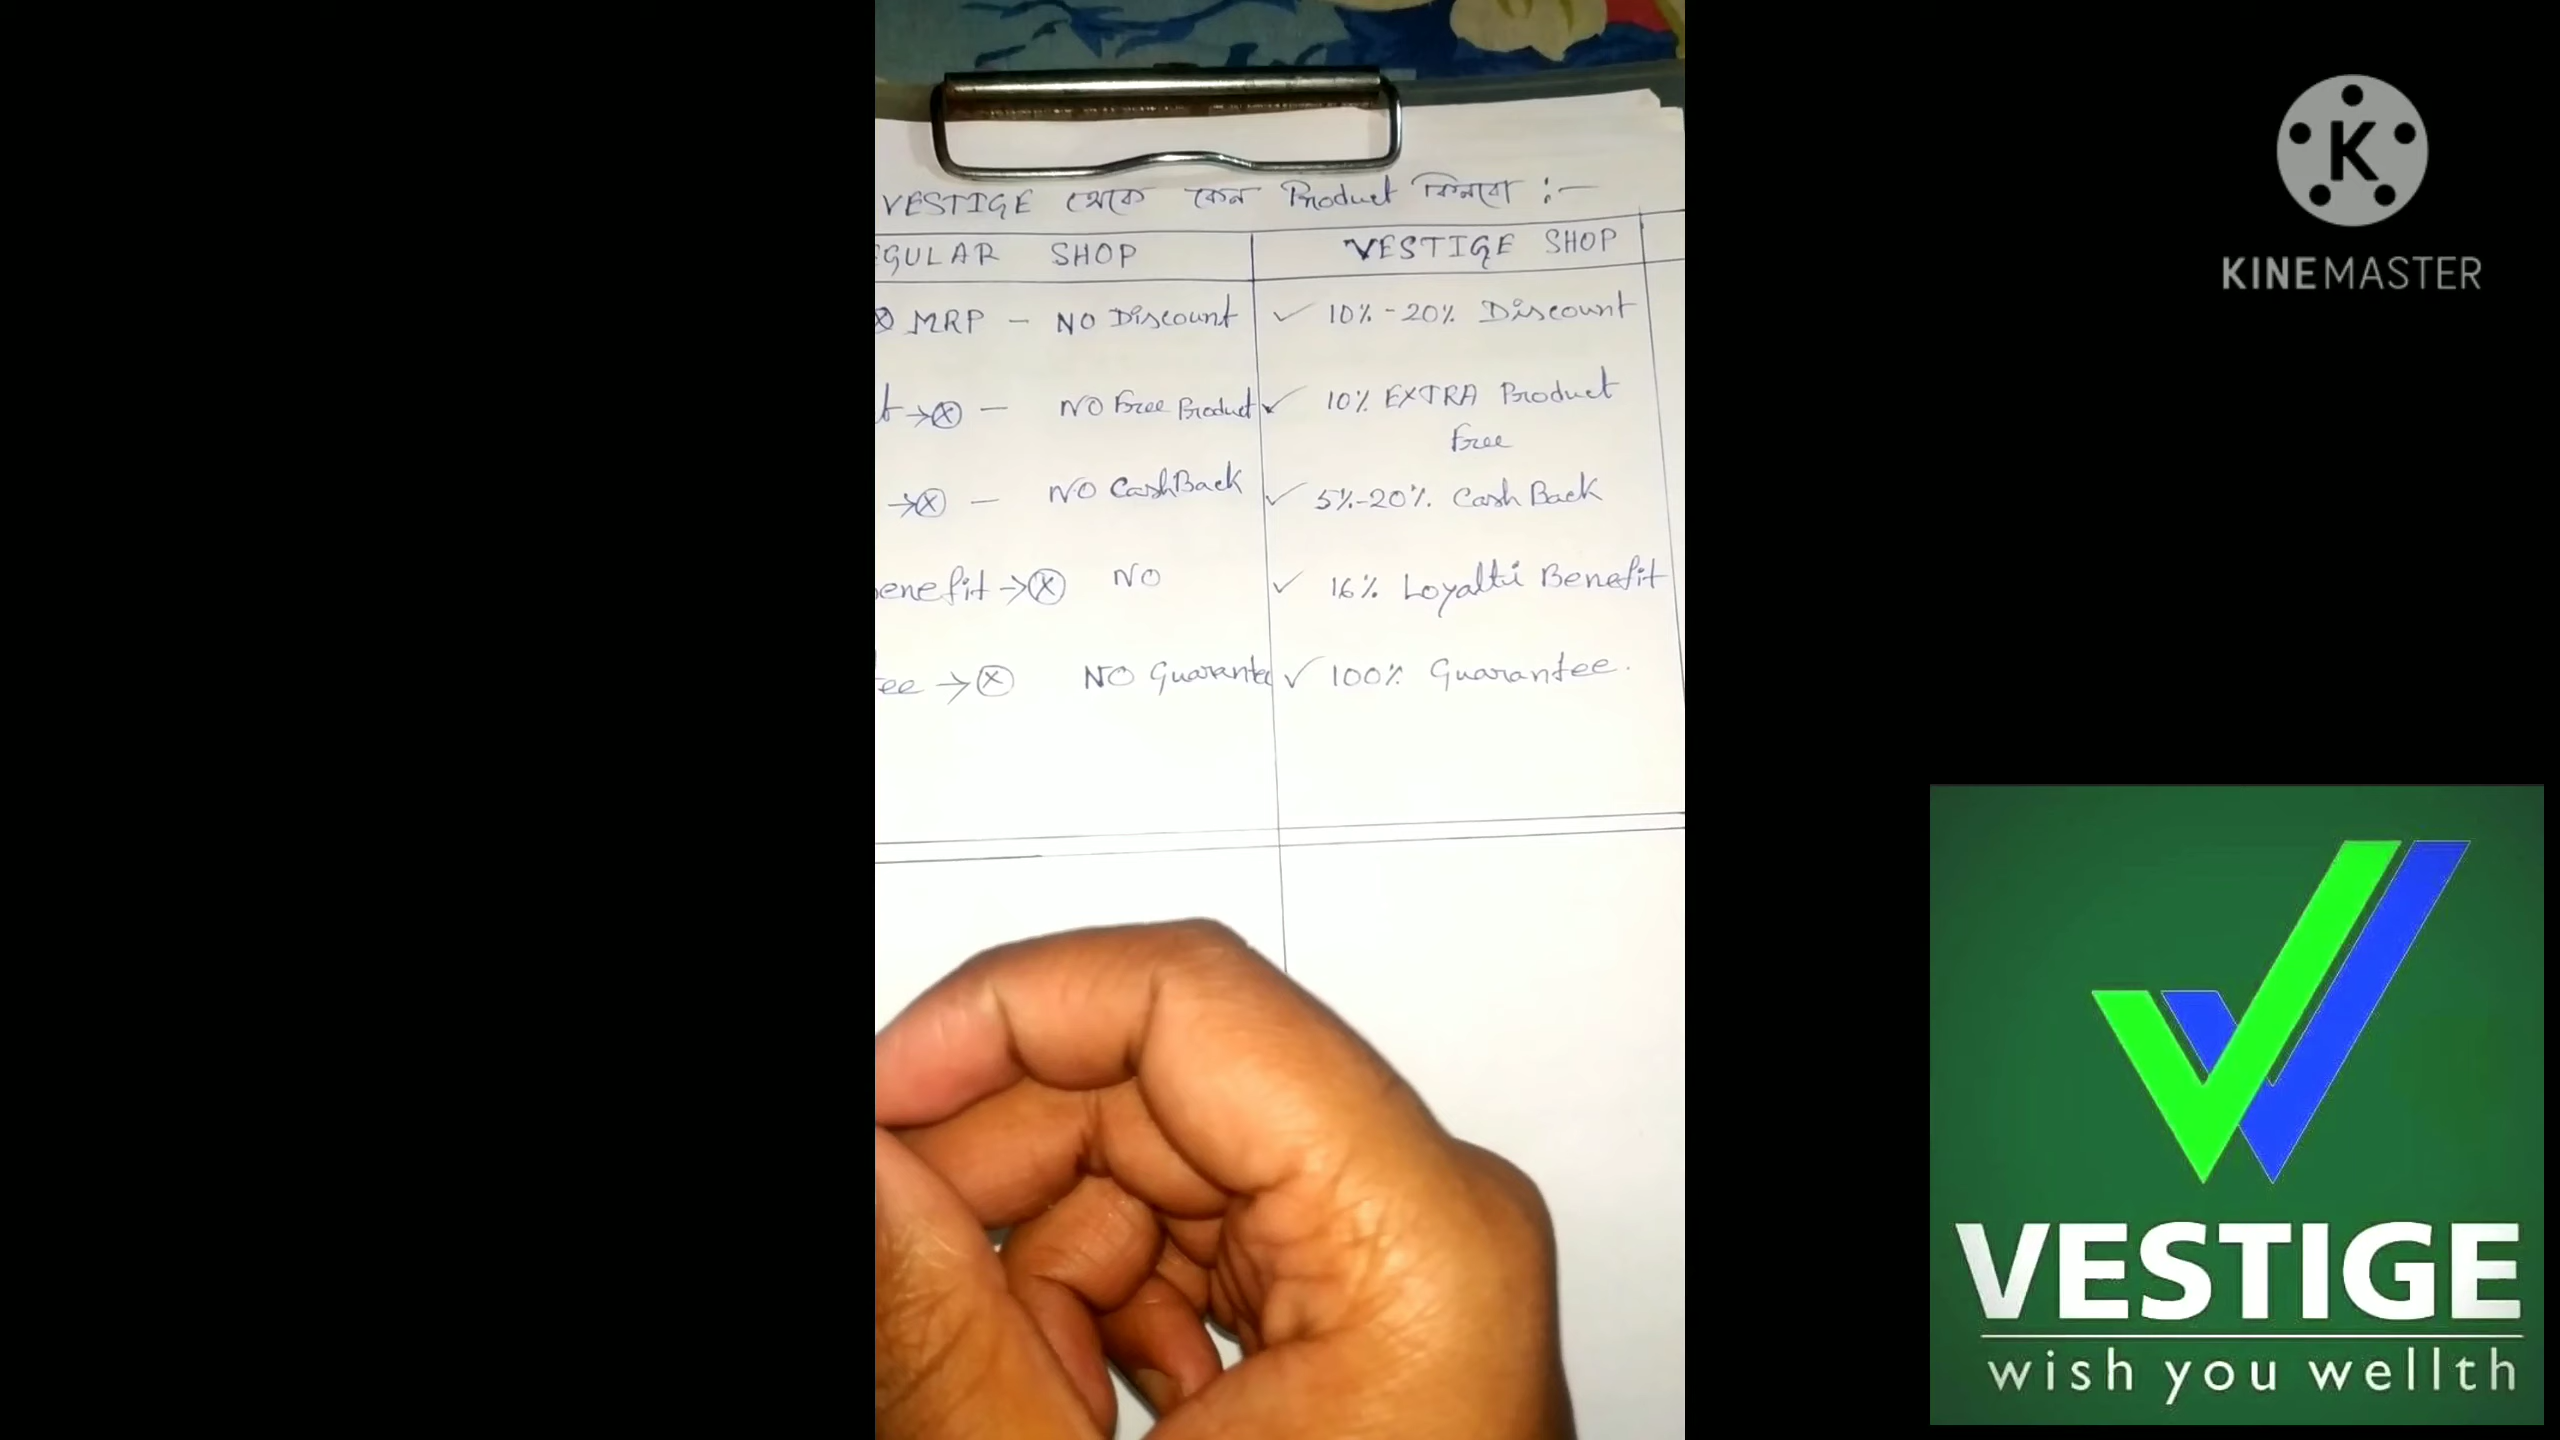 VESTIGE থেকে কেন Product কিনবো :-
EGULAR SHOP
VESTIGE SHOP
MRP - NO Discount
✓ 10% - 20% Discount
t → ⓧ - NO Free Product
✓ 10% EXTRA Product
Free
→ ⓧ - NO CashBack
✓ 5%-20% Cash Back
enefit → ⓧ NO
✓ 16% Loyalti Benefit
ee → ⓧ NO Guarantee
✓ 100% Guarantee.
K
KINEMASTER
VESTIGE
wish you wellth